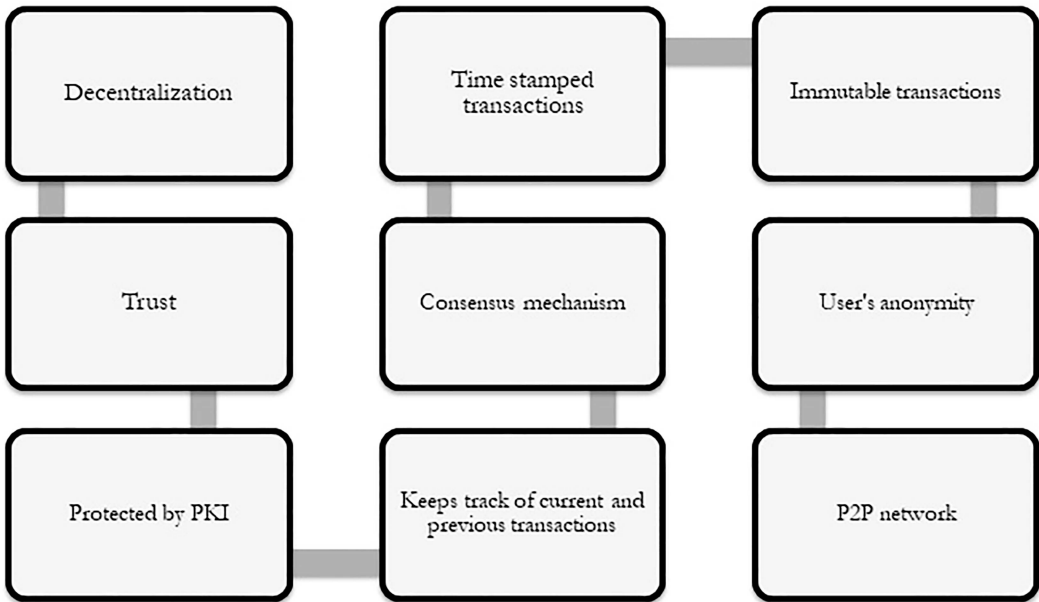 Decentralization
Trust
Protected by PKI
Keeps track of current and
previous transactions
Consensus mechanism
Time stamped
transactions
Immutable transactions
User's anonymity
P2P network